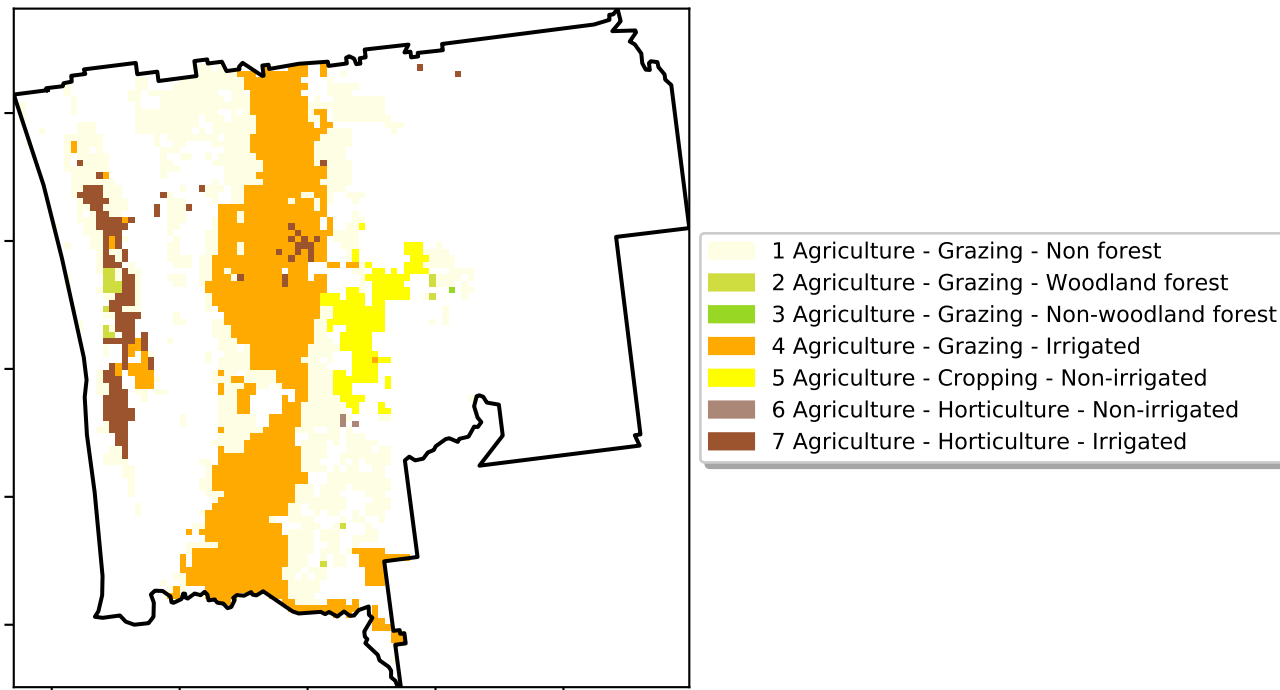 1 Agriculture - Grazing - Non forest
2 Agriculture - Grazing - Woodland forest
3 Agriculture - Grazing - Non-woodland forest
4 Agriculture - Grazing - Irrigated
5 Agriculture - Cropping - Non-irrigated
6 Agriculture - Horticulture - Non-irrigated
7 Agriculture - Horticulture - Irrigated